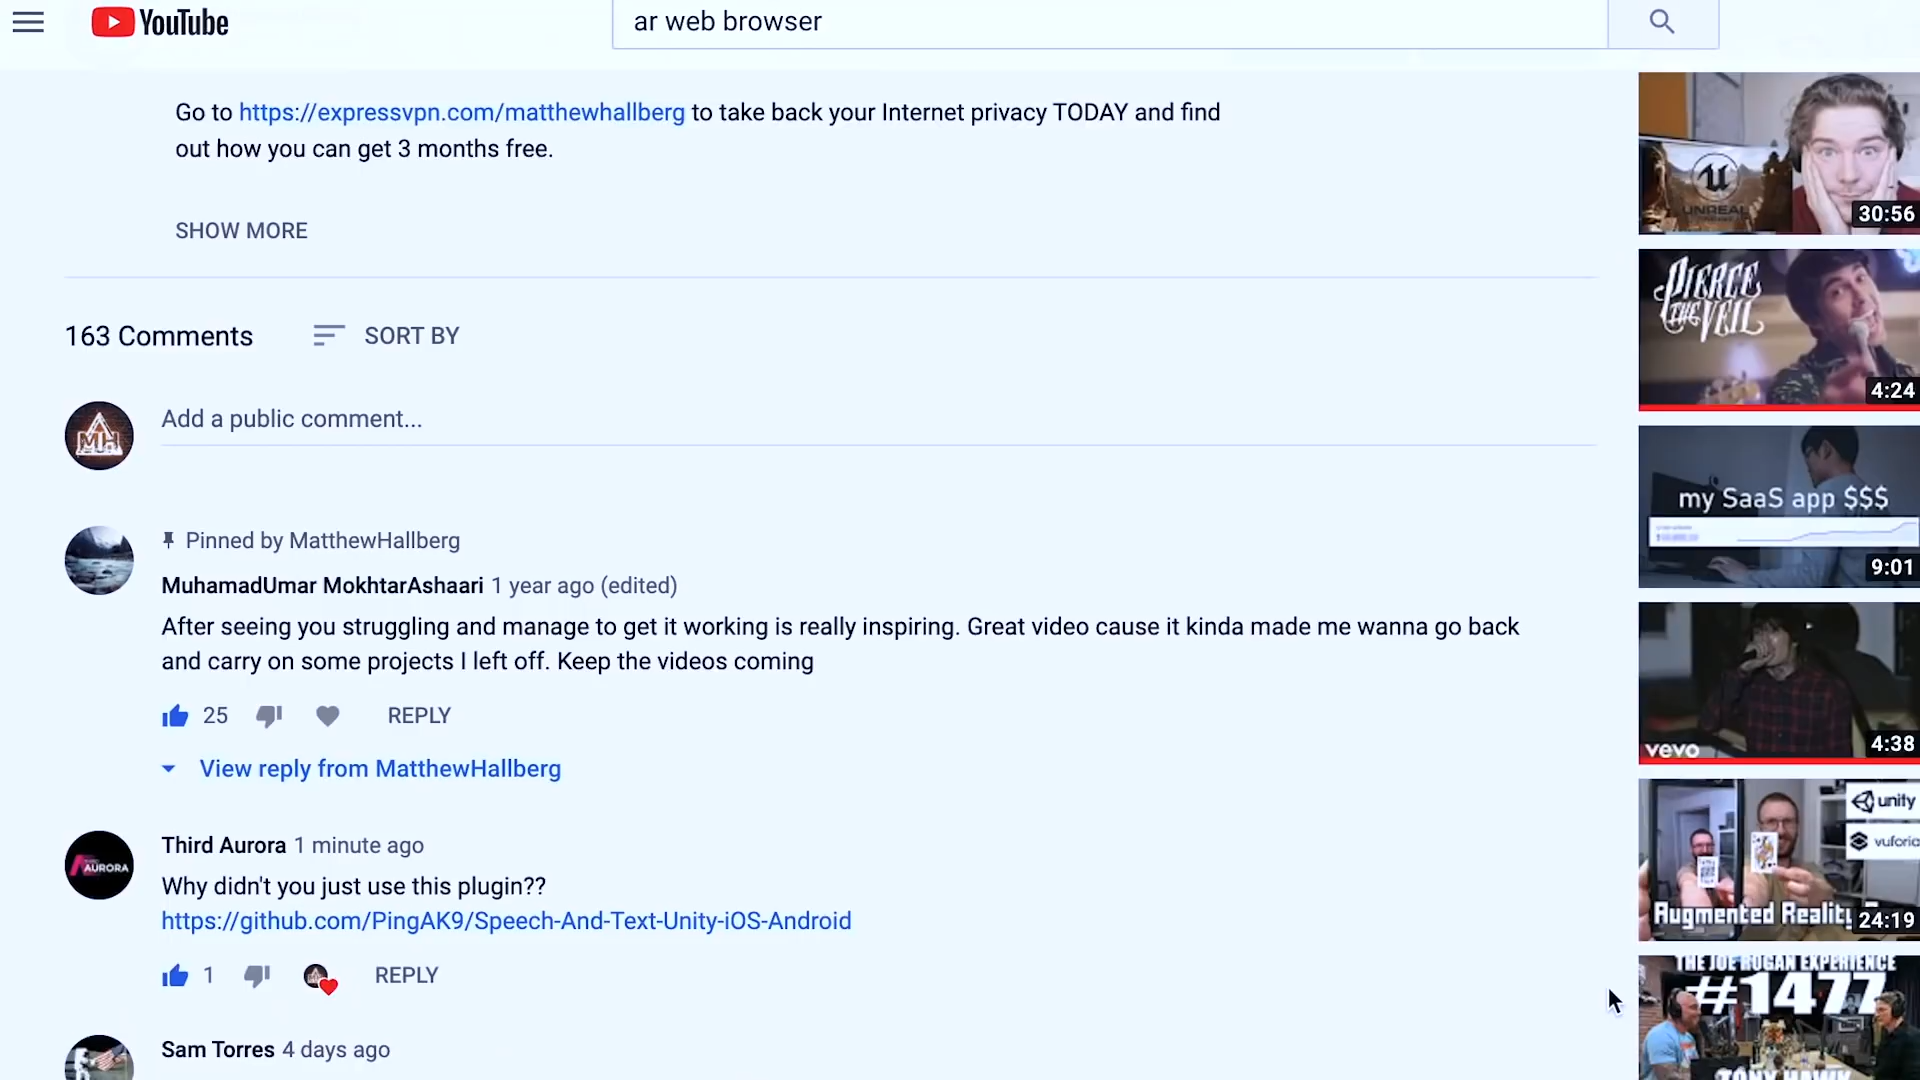 YouTube
ar web browser
Go to https://expressvpn.com/matthewhallberg to take back your Internet privacy TODAY and find
out how you can get 3 months free.
SHOW MORE
163 Comments
SORT BY
Add a public comment...
Pinned by MatthewHallberg
MuhamadUmar MokhtarAshaari 1 year ago (edited)
After seeing you struggling and manage to get it working is really inspiring. Great video cause it kinda made me wanna go back
and carry on some projects I left off. Keep the videos coming
25
REPLY
View reply from MatthewHallberg
AURORA
Third Aurora 1 minute ago
Why didn't you just use this plugin??
https://github.com/PingAK9/Speech-And-Text-Unity-iOS-Android
1
REPLY
Sam Torres 4 days ago
MH
UNREAL
30:56
PIERCE
THE VEIL
4:24
my SaaS app $$$
9:01
vevo
4:38
unity
vuforia
Augmented Reality
24:19
THE JOE ROGAN EXPERIENCE
#1477
TONY HAWK